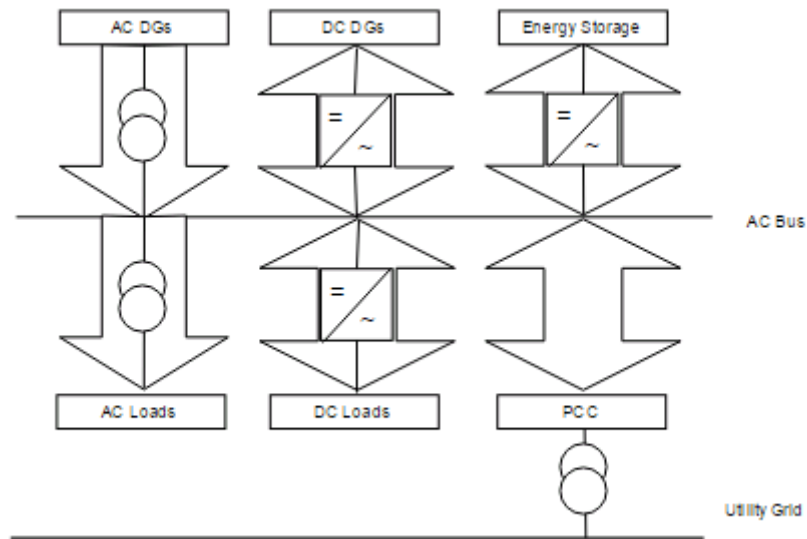 AC DGs
DC DGs
Energy Storage
=
~
=
~
AC Bus
=
~
AC Loads
DC Loads
PCC
Utility Grid